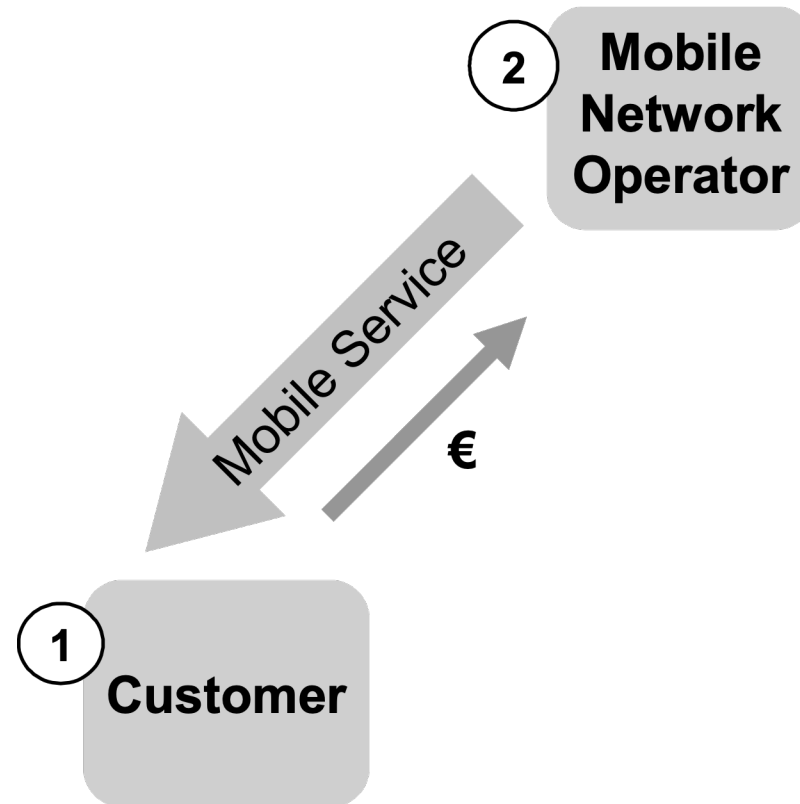 2
Mobile
Network
Operator
Mobile Service
€
1
Customer